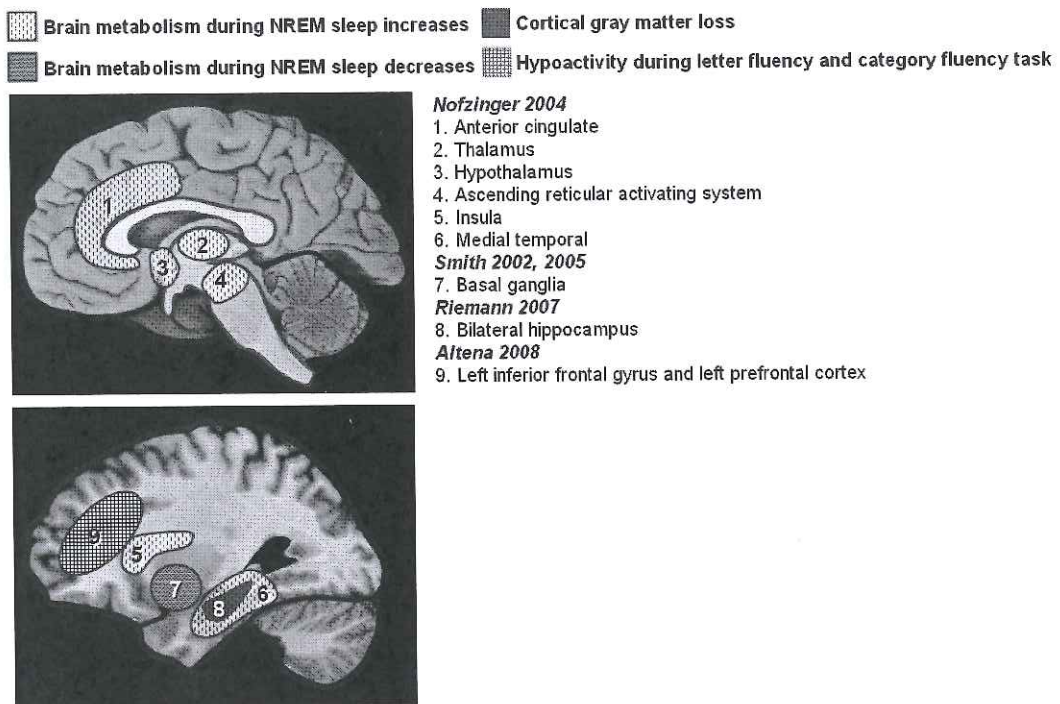 Brain metabolism during NREM sleep increases
Cortical gray matter loss
Brain metabolism during NREM sleep decreases
Hypoactivity during letter fluency and category fluency task
Nofzinger 2004
1. Anterior cingulate
2. Thalamus
3. Hypothalamus
4. Ascending reticular activating system
5. Insula
6. Medial temporal
Smith 2002, 2005
7. Basal ganglia
Riemann 2007
8. Bilateral hippocampus
Altena 2008
9. Left inferior frontal gyrus and left prefrontal cortex
1
2
3
4
9
5
7
8
6